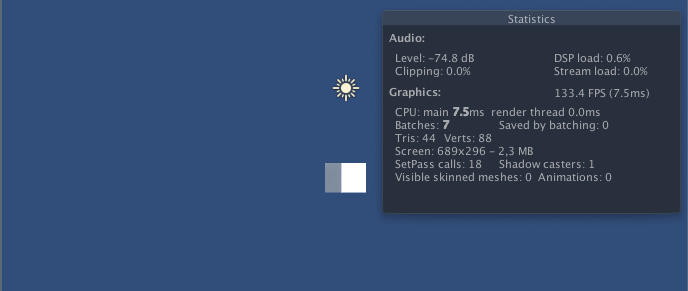 Statistics
Audio:
Level: -74.8 dB DSP load: 0.6%
Clipping: 0.0% Stream load: 0.0%
Graphics: 133.4 FPS (7.5ms)
CPU: main 7.5ms render thread 0.0ms
Batches: 7 Saved by batching: 0
Tris: 44 Verts: 88
Screen: 689x296 - 2,3 MB
SetPass calls: 18 Shadow casters: 1
Visible skinned meshes: 0 Animations: 0